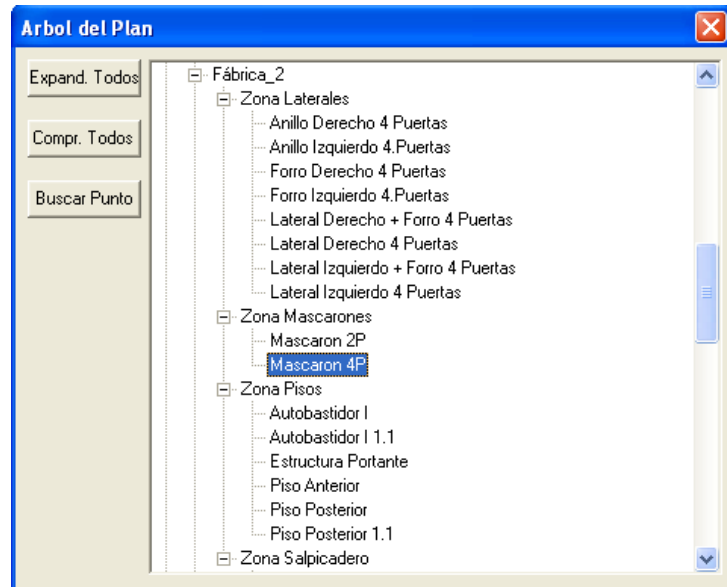 Arbol del Plan
Expand. Todos
Compr. Todos
Buscar Punto
Fábrica_2
Zona Laterales
Anillo Derecho 4 Puertas
Anillo Izquierdo 4.Puertas
Forro Derecho 4 Puertas
Forro Izquierdo 4.Puertas
Lateral Derecho + Forro 4 Puertas
Lateral Derecho 4 Puertas
Lateral Izquierdo + Forro 4 Puertas
Lateral Izquierdo 4 Puertas
Zona Mascarones
Mascaron 2P
Mascaron 4P
Zona Pisos
Autobastidor I
Autobastidor I 1.1
Estructura Portante
Piso Anterior
Piso Posterior
Piso Posterior 1.1
Zona Salpicadero